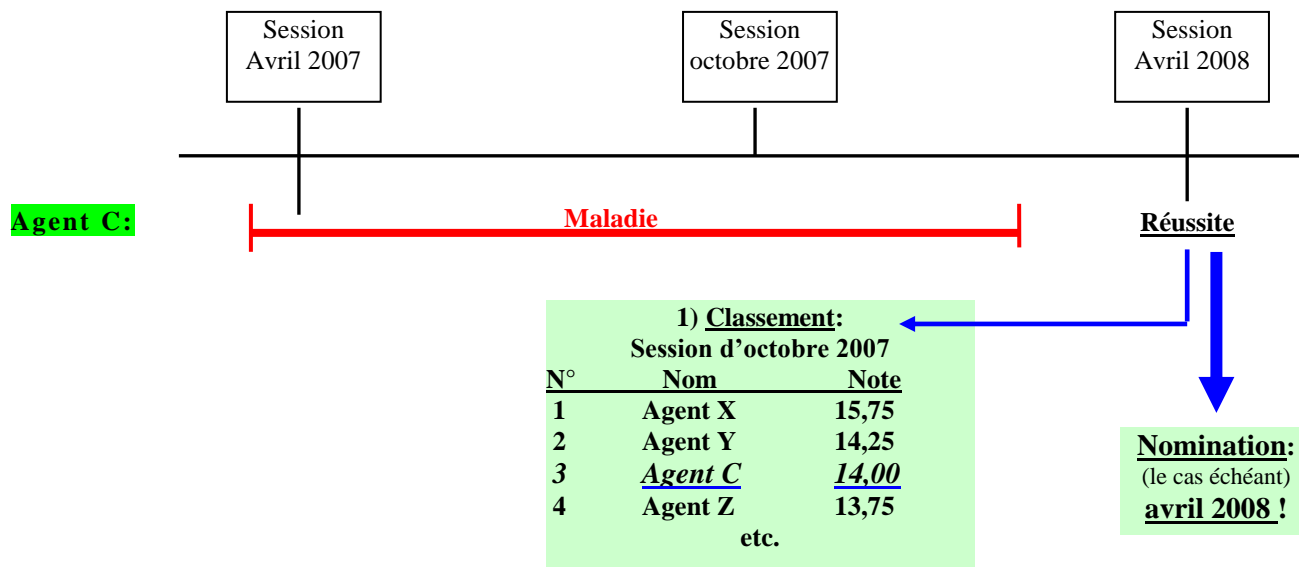 Session
Avril 2007
Session
octobre 2007
Session
Avril 2008
Agent C:
Maladie
Réussite
1) Classement:
Session d’octobre 2007
N° Nom Note
1 Agent X 15,75
2 Agent Y 14,25
3 Agent C 14,00
4 Agent Z 13,75
etc.
Nomination:
(le cas échéant)
avril 2008 !